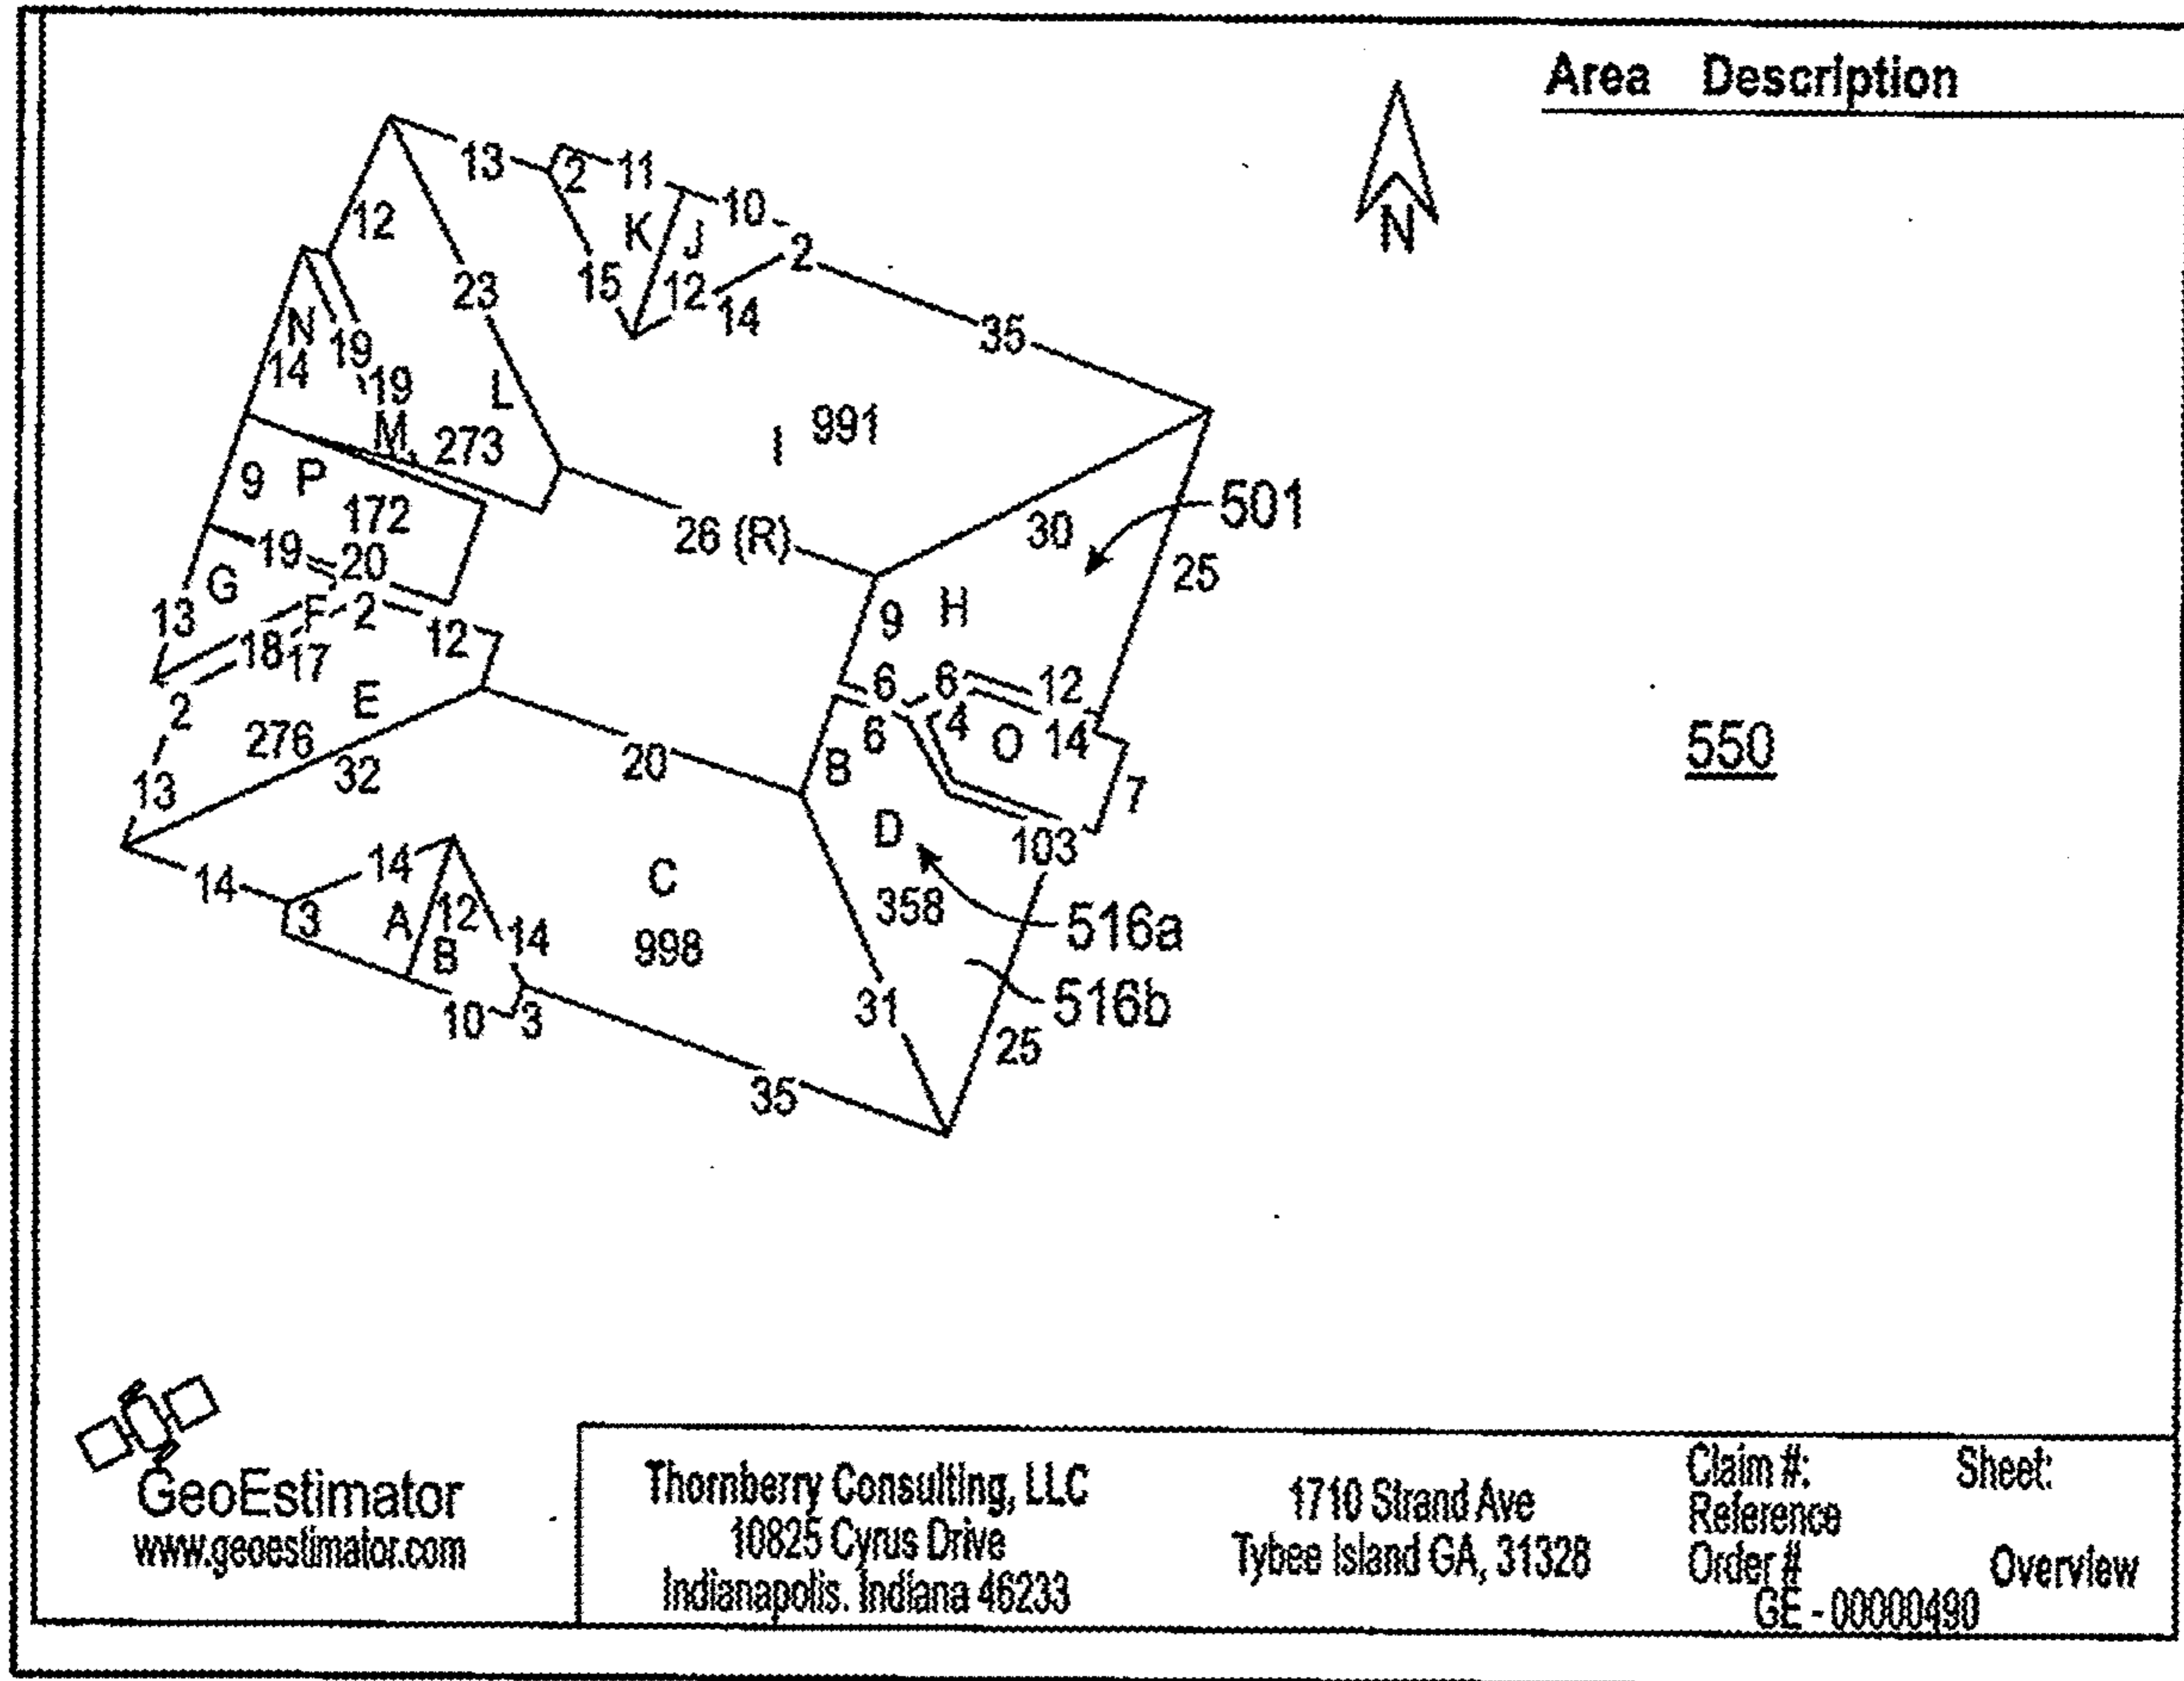 Area Description
13
2
11
10
12
K
J
2
23
15
12
14
N
35
19
14
19
L
M
273
I
991
9
P
172
26 (R)
30
501
19
20
25
G
13
F
2
9
H
18
17
12
6
6
12
2
E
6
4
O
14
276
8
550
32
20
7
13
D
103
14
14
C
3
A
12
358
516a
B
14
998
10
3
31
516b
25
35
N
GeoEstimator
www.geoestimator.com
Thornberry Consulting, LLC
10825 Cyrus Drive
Indianapolis. Indiana 46233
1710 Strand Ave
Tybee Island GA, 31328
Claim #: Sheet:
Reference
Order # Overview
GE - 00000490